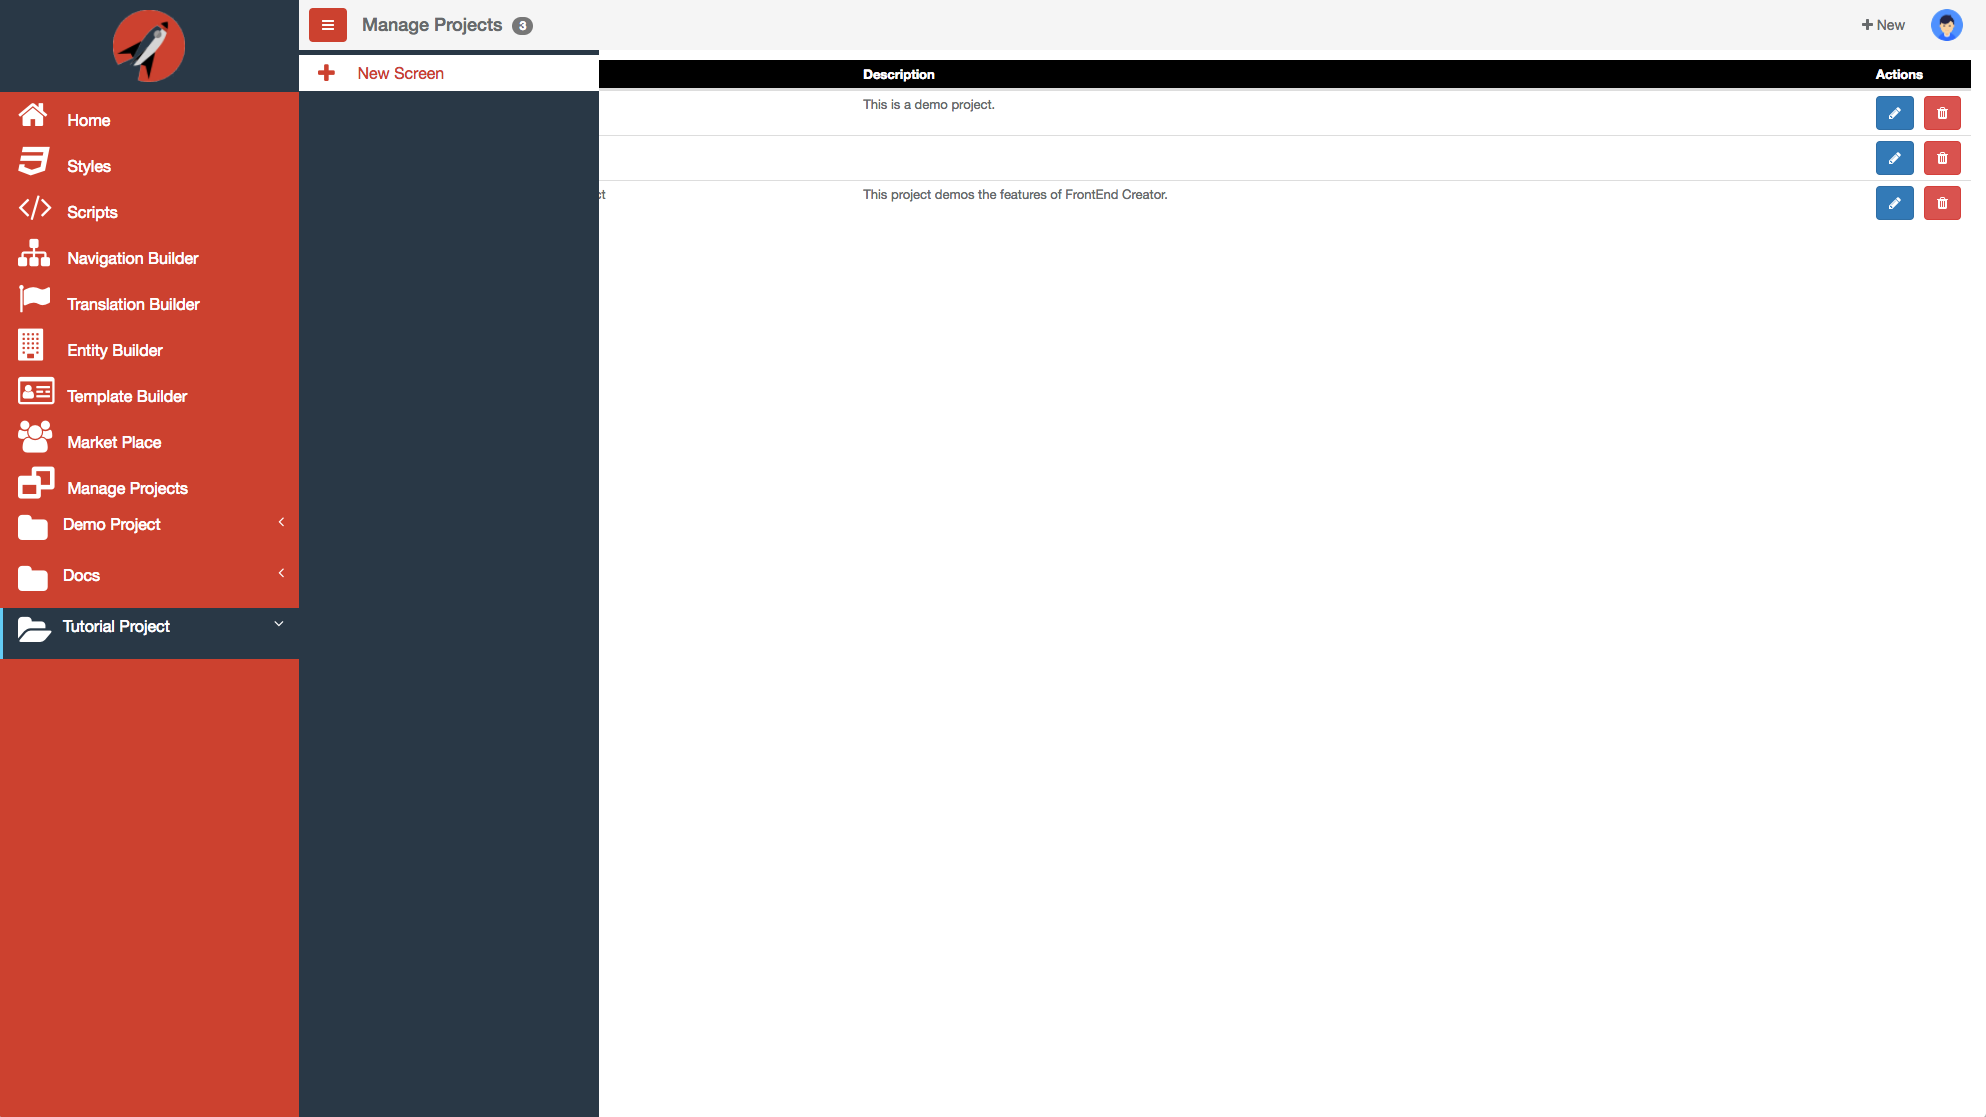 Manage Projects 3
+ New
New Screen
Description
Actions
This is a demo project.
ct
This project demos the features of FrontEnd Creator.
Home
Styles
Scripts
Navigation Builder
Translation Builder
Entity Builder
Template Builder
Market Place
Manage Projects
Demo Project
Docs
Tutorial Project